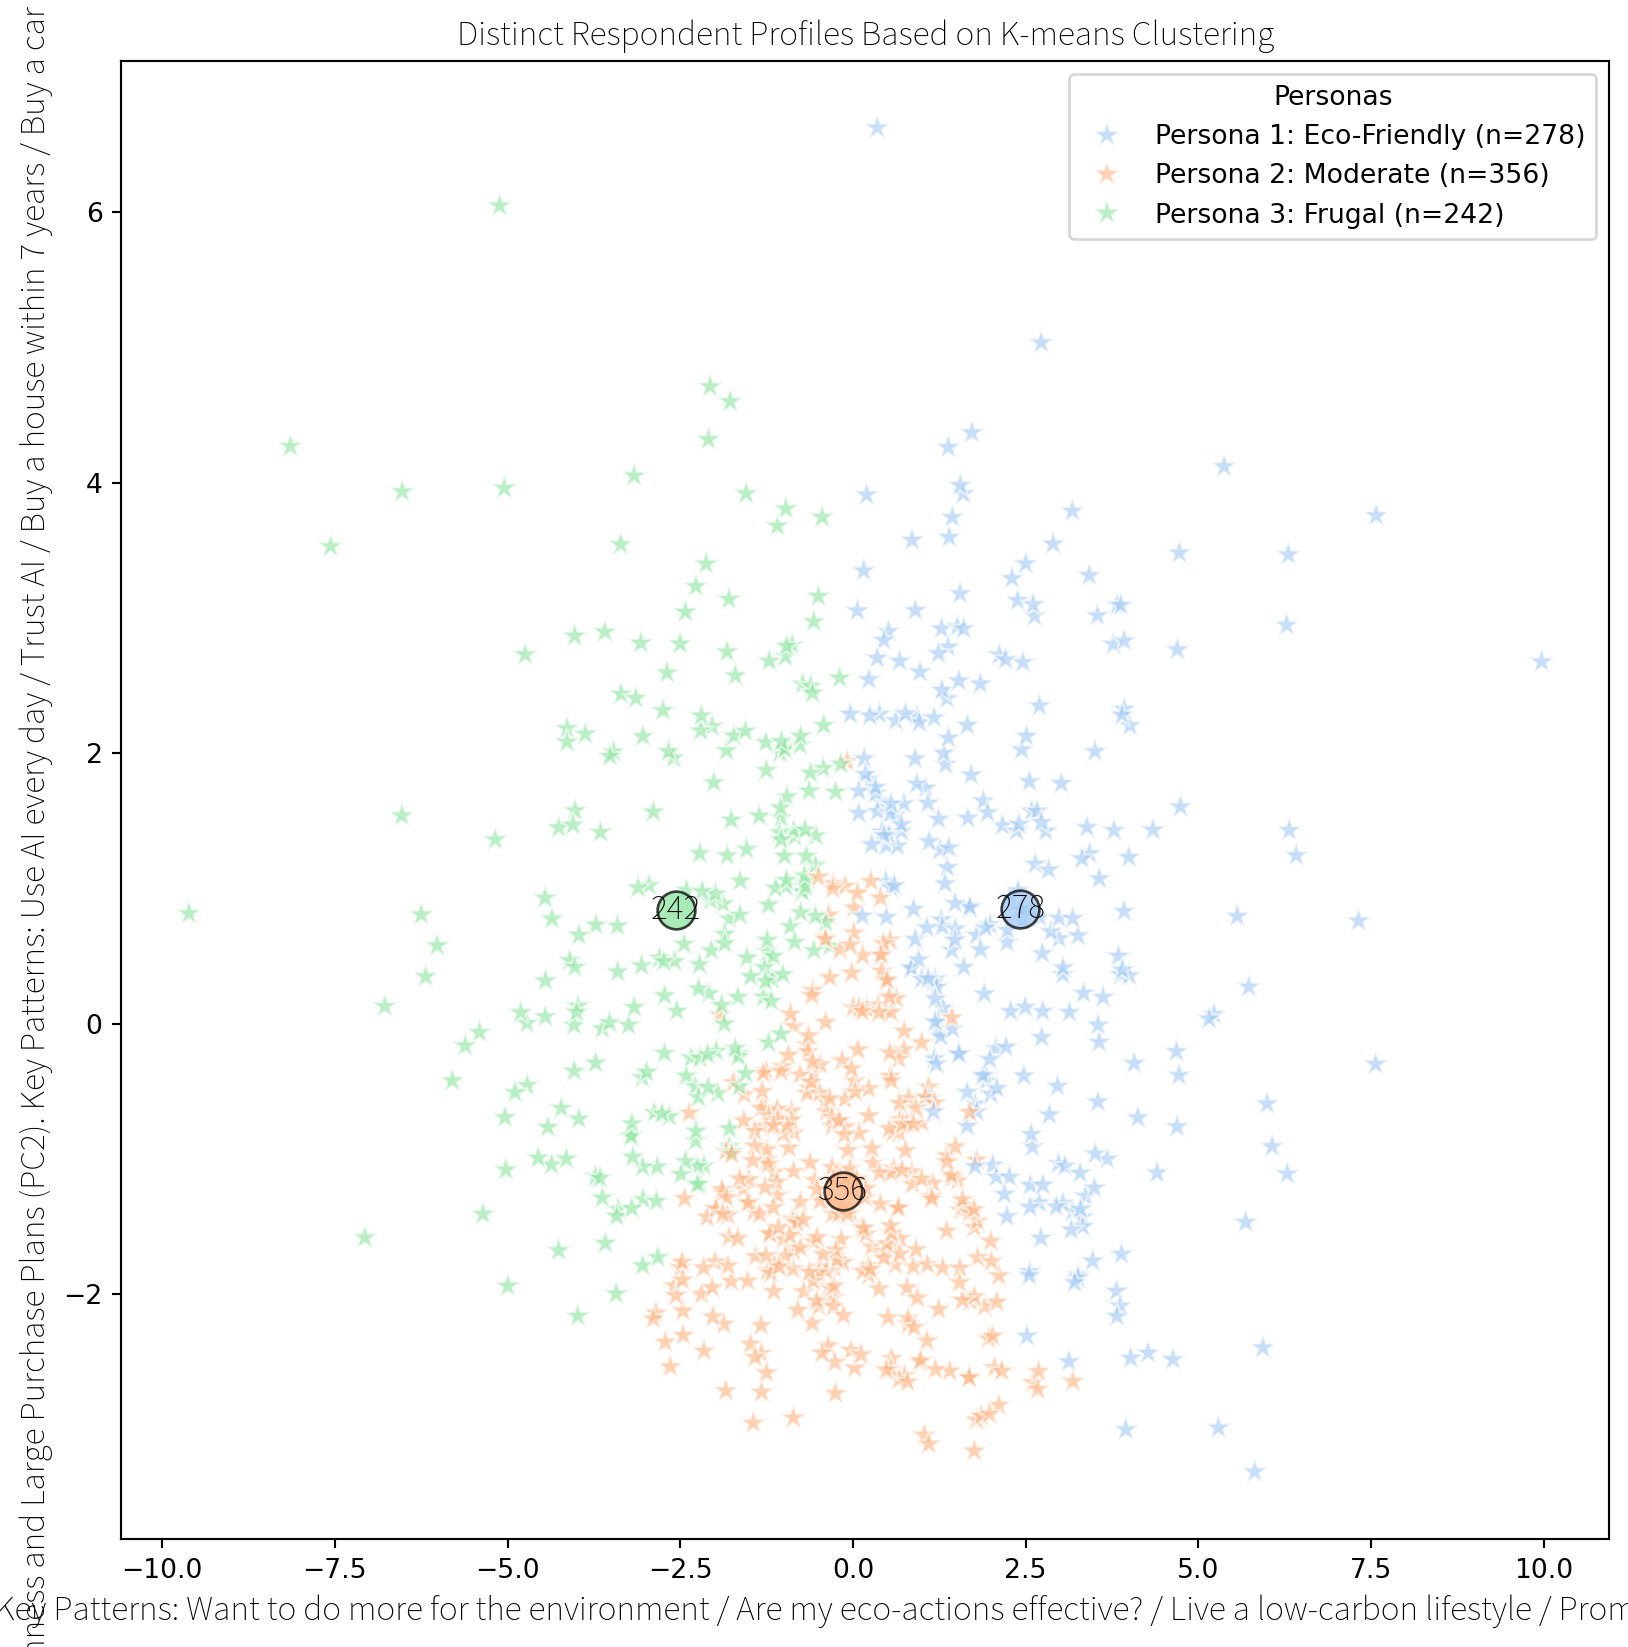 Distinct Respondent Profiles Based on K-means Clustering
Personas
Persona 1: Eco-Friendly (n=278)
Persona 2: Moderate (n=356)
Persona 3: Frugal (n=242)
and Large Purchase Plans (PC2). Key Patterns: Use AI every day / Trust AI / Buy a house within 7 years / Buy a car
6
4
2
0
−2
242
278
356
−10.0 −7.5 −5.0 −2.5 0.0 2.5 5.0 7.5 10.0
Key Patterns: Want to do more for the environment / Are my eco-actions effective? / Live a low-carbon lifestyle /